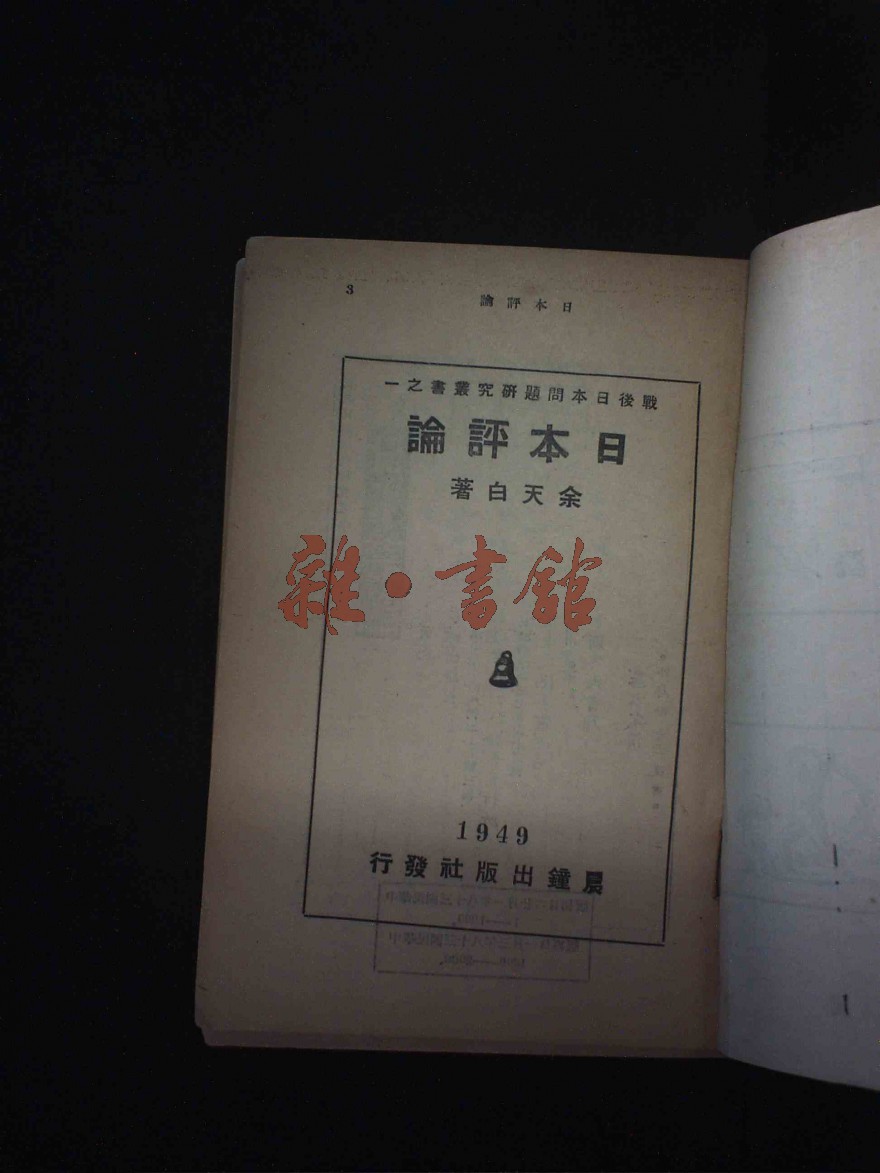 3
日本評論
戰後日本問題研究叢書之一
日本評論
余天白著
雜·書館
1949
晨鐘出版社發行